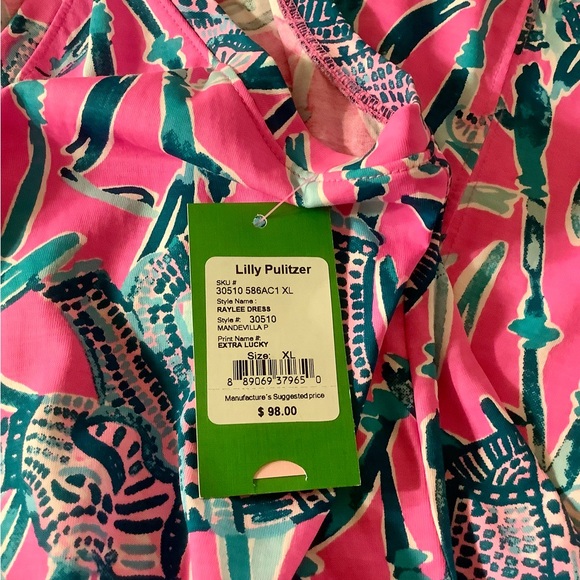 Lilly Pulitzer
SKU #
30510 586AC1 XL
Style Name :
RAYLEE DRESS
Style #: 30510
MANDEVILLA P
Print Name#:
EXTRA LUCKY
Size: XL
8 89069 37965 0
Manufacture's Suggested price
$ 98.00